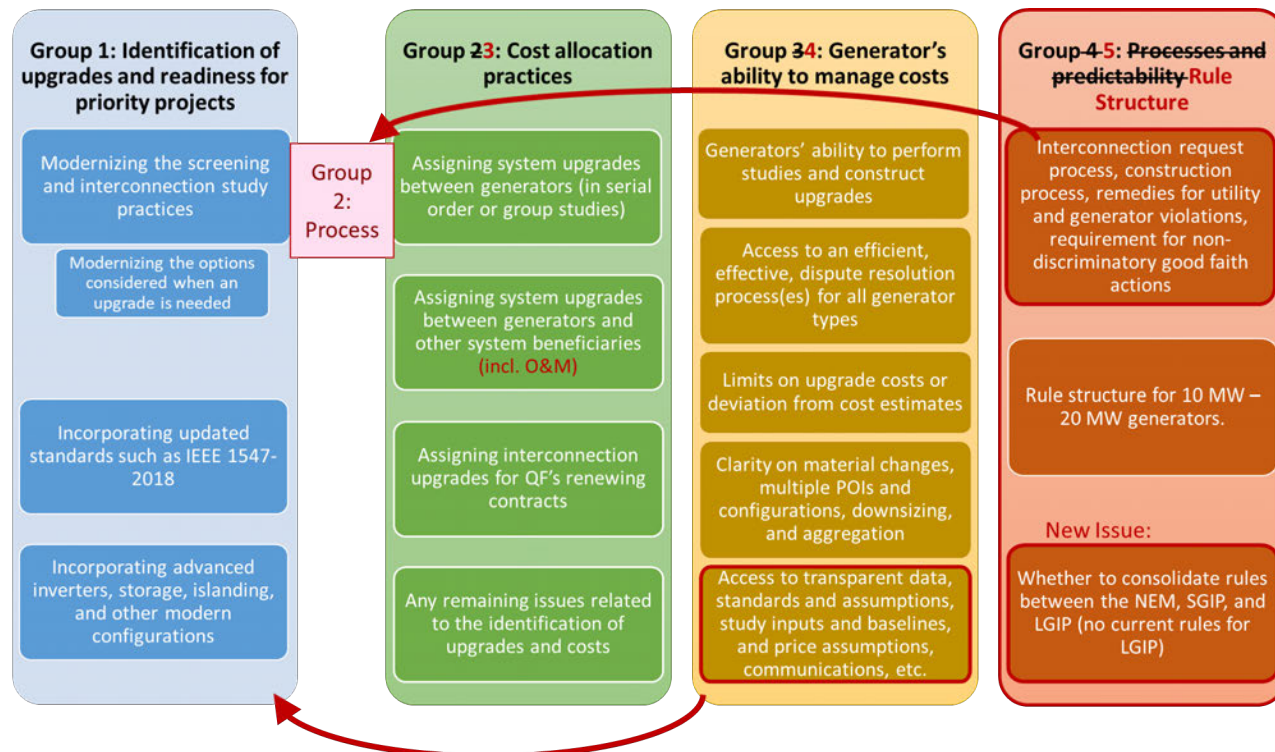 Group 1: Identification of
upgrades and readiness for
priority projects
Modernizing the screening
and interconnection study
practices
Modernizing the options
considered when an
upgrade is needed
Incorporating updated
standards such as IEEE 1547-
2018
Incorporating advanced
inverters, storage, islanding,
and other modern
configurations
Group
2:
Process
Group 23: Cost allocation
practices
Assigning system upgrades
between generators (in serial
order or group studies)
Assigning system upgrades
between generators and
other system beneficiaries
(incl. O&M)
Assigning interconnection
upgrades for QF's renewing
contracts
Any remaining issues related
to the identification of
upgrades and costs
Group 34: Generator's
ability to manage costs
Generators' ability to perform
studies and construct
upgrades
Access to an efficient,
effective, dispute resolution
process(es) for all generator
types
Limits on upgrade costs or
deviation from cost estimates
Clarity on material changes,
multiple POIs and
configurations, downsizing,
and aggregation
Access to transparent data,
standards and assumptions,
study inputs and baselines,
and price assumptions,
communications, etc.
Group 4 5: Processes and
predictability Rule
Structure
Interconnection request
process, construction
process, remedies for utility
and generator violations,
requirement for non-
discriminatory good faith
actions
Rule structure for 10 MW –
20 MW generators.
New Issue:
Whether to consolidate rules
between the NEM, SGIP, and
LGIP (no current rules for
LGIP)